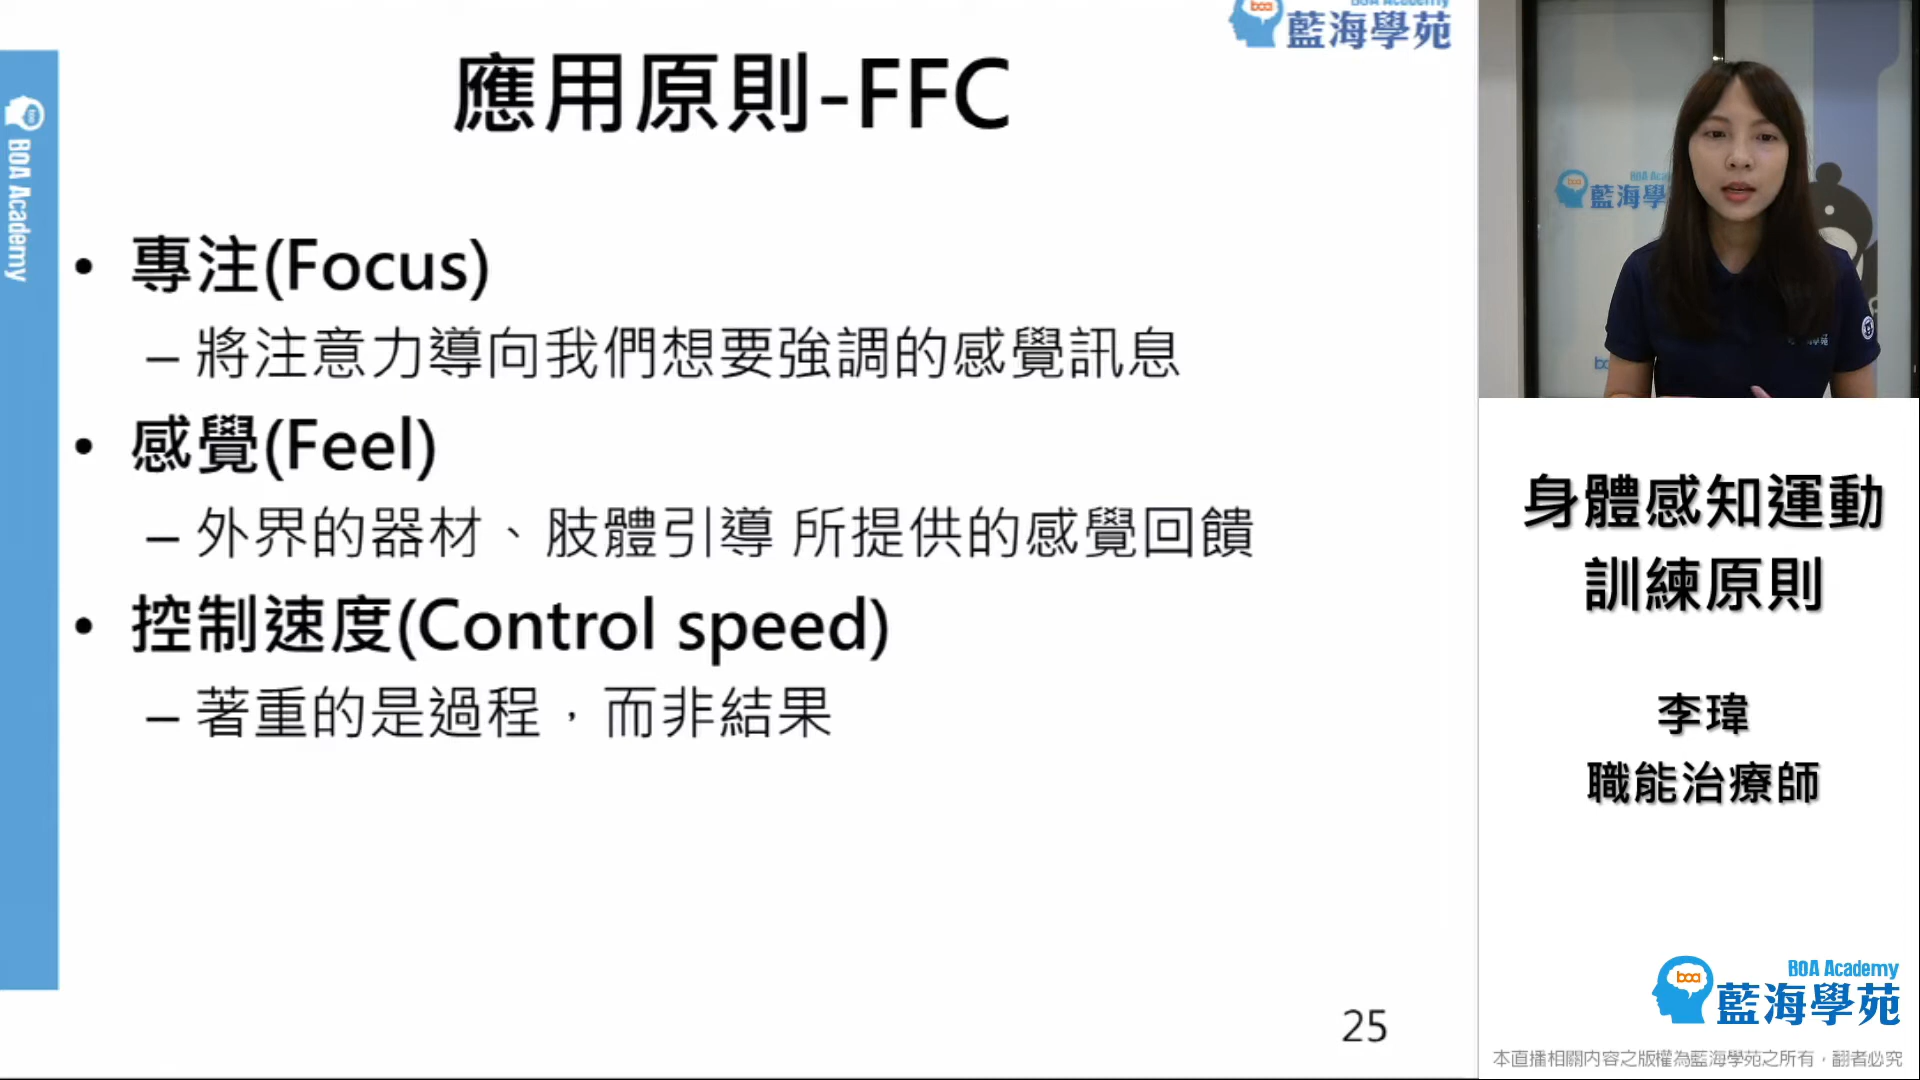 BOA Academy
藍海學苑
boa
應用原則-FFC
BOA Academy
• 專注(Focus)
– 將注意力導向我們想要強調的感覺訊息
• 感覺(Feel)
– 外界的器材、肢體引導 所提供的感覺回饋
• 控制速度(Control speed)
– 著重的是過程，而非結果
25
身體感知運動
訓練原則
李瑋
職能治療師
boa
BOA Academy
藍海學苑
本直播相關內容之版權為藍海學苑之所有，翻者必究